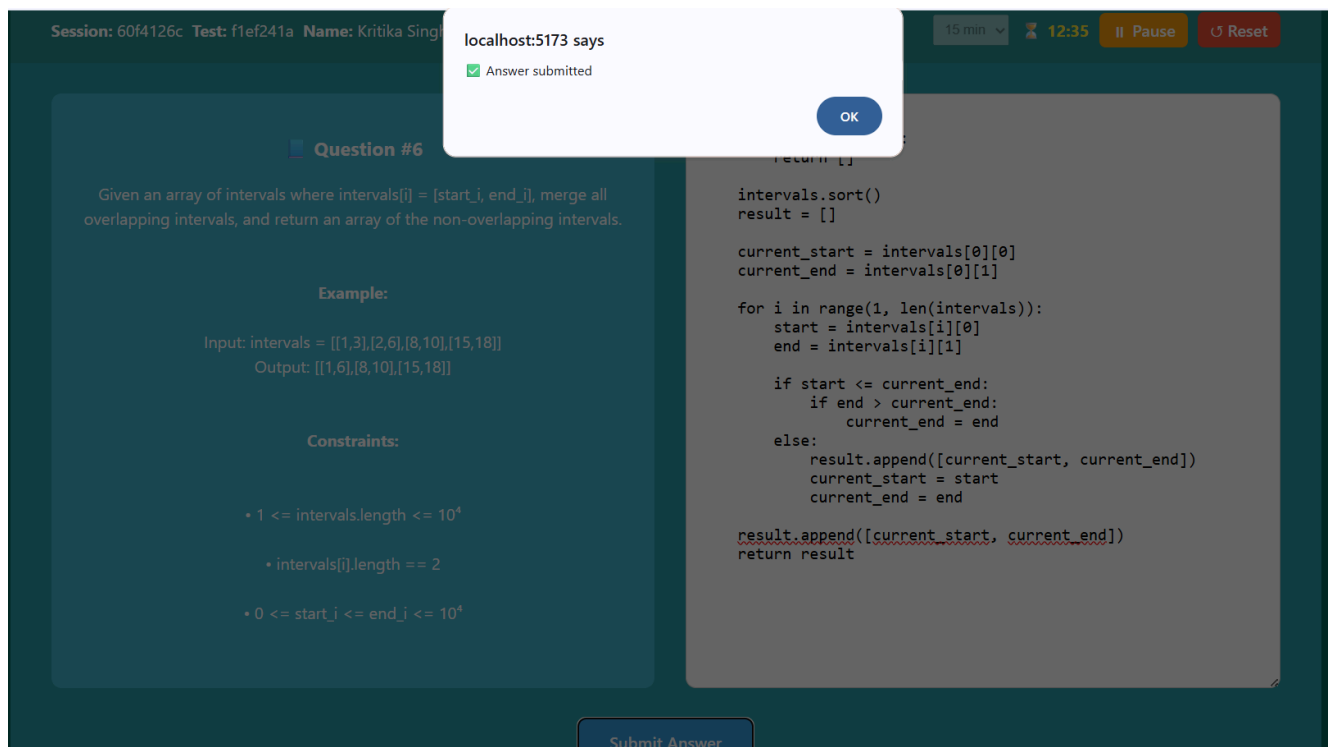 Session: 60f4126c Test: f1ef241a Name: Kritika Singh
15 min
⏳ 12:35
⏸ Pause
↺ Reset
localhost:5173 says
✅ Answer submitted
OK
📘 Question #6
Given an array of intervals where intervals[i] = [start_i, end_i], merge all
overlapping intervals, and return an array of the non-overlapping intervals.
Example:
Input: intervals = [[1,3],[2,6],[8,10],[15,18]]
Output: [[1,6],[8,10],[15,18]]
Constraints:
• 1 <= intervals.length <= 10⁴
• intervals[i].length == 2
• 0 <= start_i <= end_i <= 10⁴
return []
intervals.sort()
result = []
current_start = intervals[0][0]
current_end = intervals[0][1]
for i in range(1, len(intervals)):
start = intervals[i][0]
end = intervals[i][1]
if start <= current_end:
if end > current_end:
current_end = end
else:
result.append([current_start, current_end])
current_start = start
current_end = end
result.append([current_start, current_end])
return result
Submit Answer